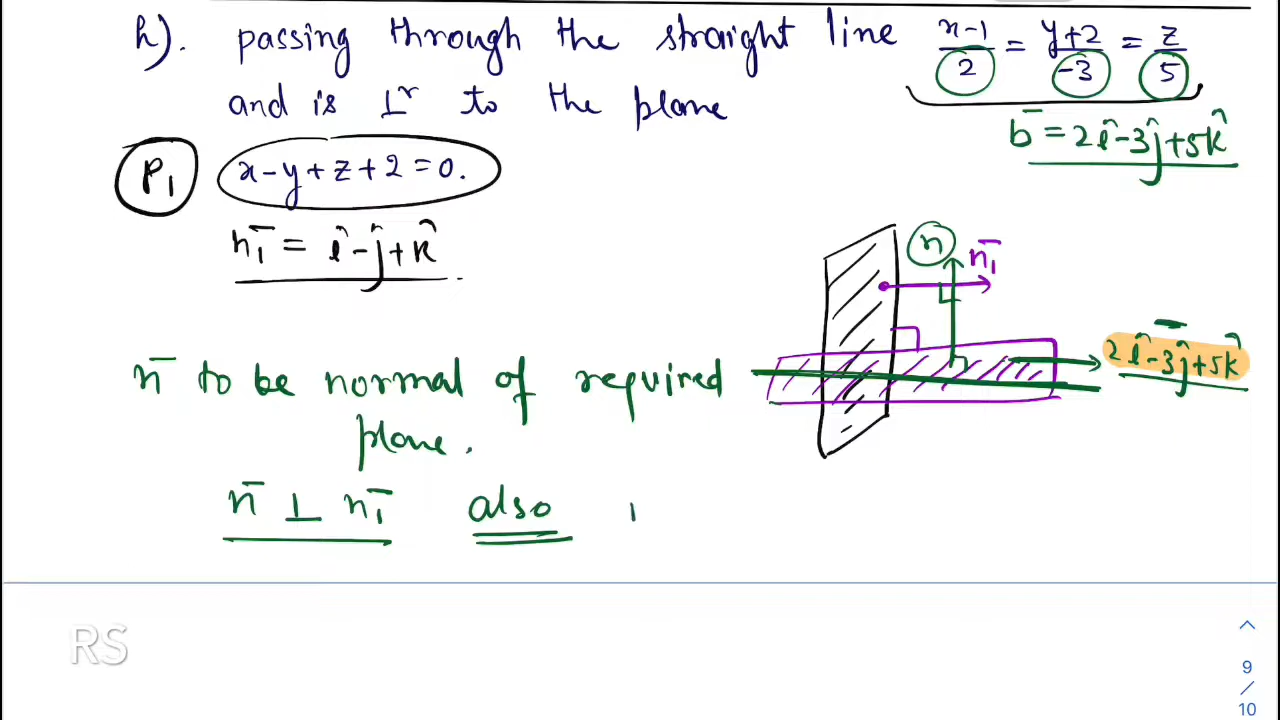 h). passing through the straight line x-1/2 = y+2/-3 = z/5
and is ⊥r to the plane
b̄ = 2î-3ĵ+5k̂
P₁ x-y+z+2=0.
n̄₁ = î-ĵ+k̂
n n̄₁
2î-3ĵ+5k̂
n̄ to be normal of required
plane.
n̄ ⊥ n̄₁ also
RS
9
/
10